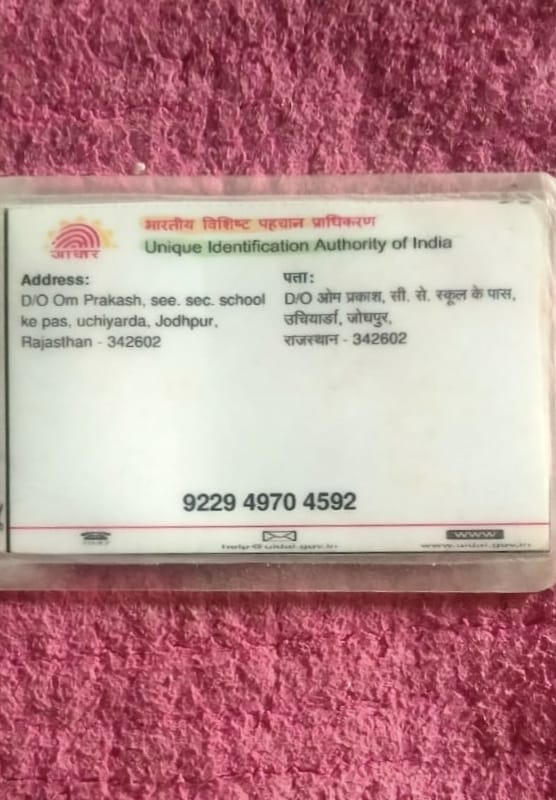 भारतीय विशिष्ट पहचान प्राधिकरण
Unique Identification Authority of India
आधार
Address:
D/O Om Prakash, see. sec. school
ke pas, uchiyarda, Jodhpur,
Rajasthan - 342602
पता:
D/O ओम प्रकाश, सी. से. स्कूल के पास,
उचियार्डा, जोधपुर,
राजस्थान - 342602
9229 4970 4592
help@uidai.gov.in
www
www.uidai.gov.in